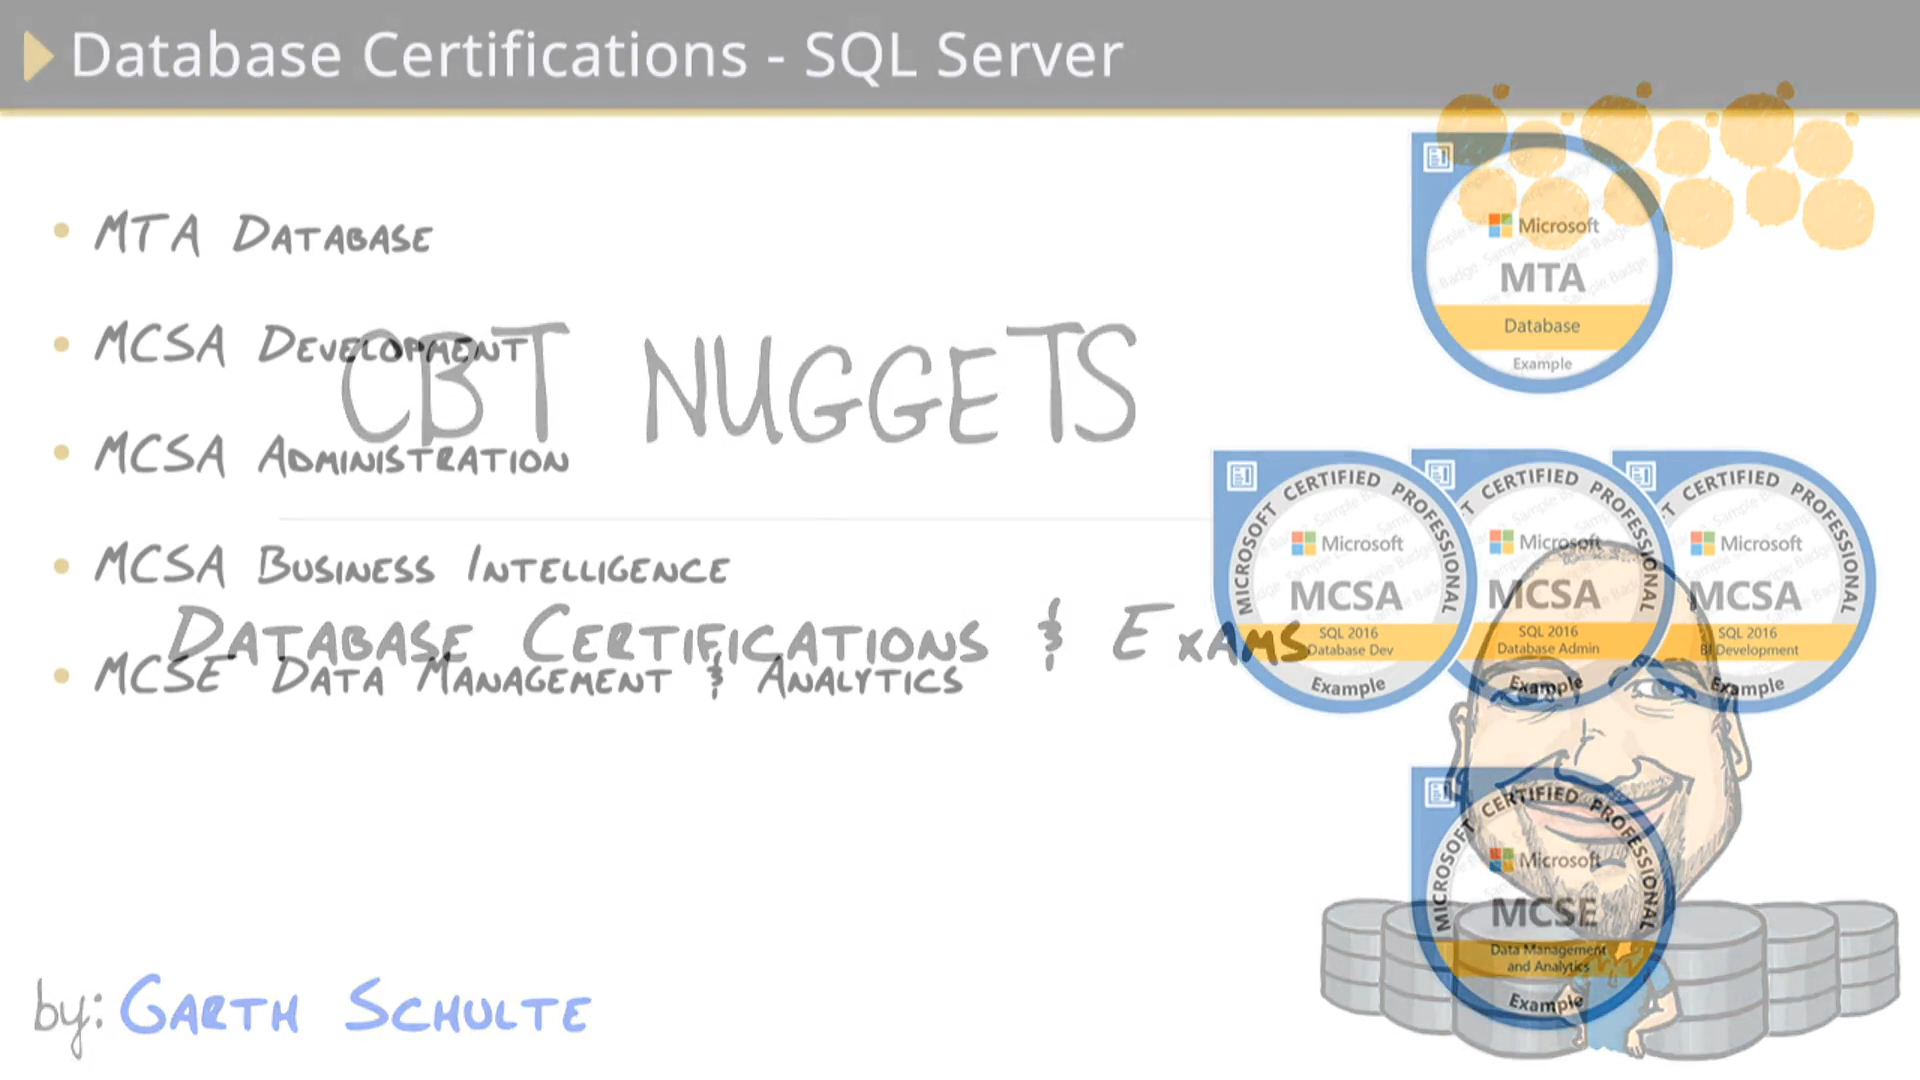 Database Certifications - SQL Server
MTA DATABASE
MCSA DEVELOPMENT
CBT NUGGETS
MCSA ADMINISTRATION
MCSA BUSINESS INTELLIGENCE
DATABASE CERTIFICATIONS & EXAMS
MCSE DATA MANAGEMENT & ANALYTICS
by: GARTH SCHULTE
Microsoft
MTA
Database
Example
MICROSOFT CERTIFIED PROFESSIONAL
Microsoft
MCSA
SQL 2016
Database Dev
Example
T CERTIFIED PROFESSIONAL
Microsoft
MCSA
SQL 2016
Database Admin
Example
T CERTIFIED PROFESSIONAL
Microsoft
MCSA
SQL 2016
BI Development
Example
MICROSOFT CERTIFIED PROFESSIONAL
Microsoft
MCSE
Data Management
and Analytics
Example